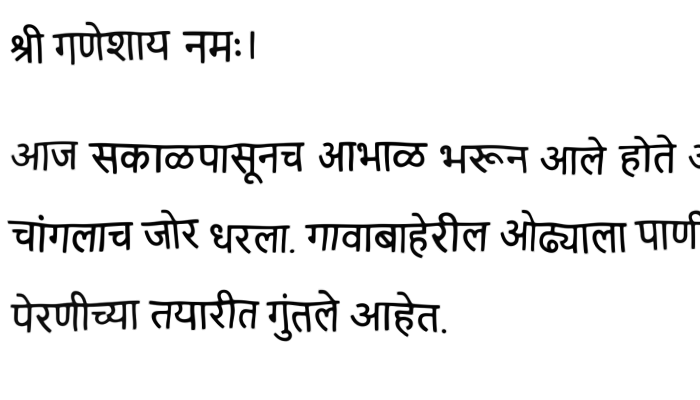 श्री गणेशाय नमः।
आज सकाळपासूनच आभाळ भरून आले होते
चांगलाच जोर धरला. गावाबाहेरील ओढ्याला
पेरणीच्या तयारीत गुंतले आहेत.